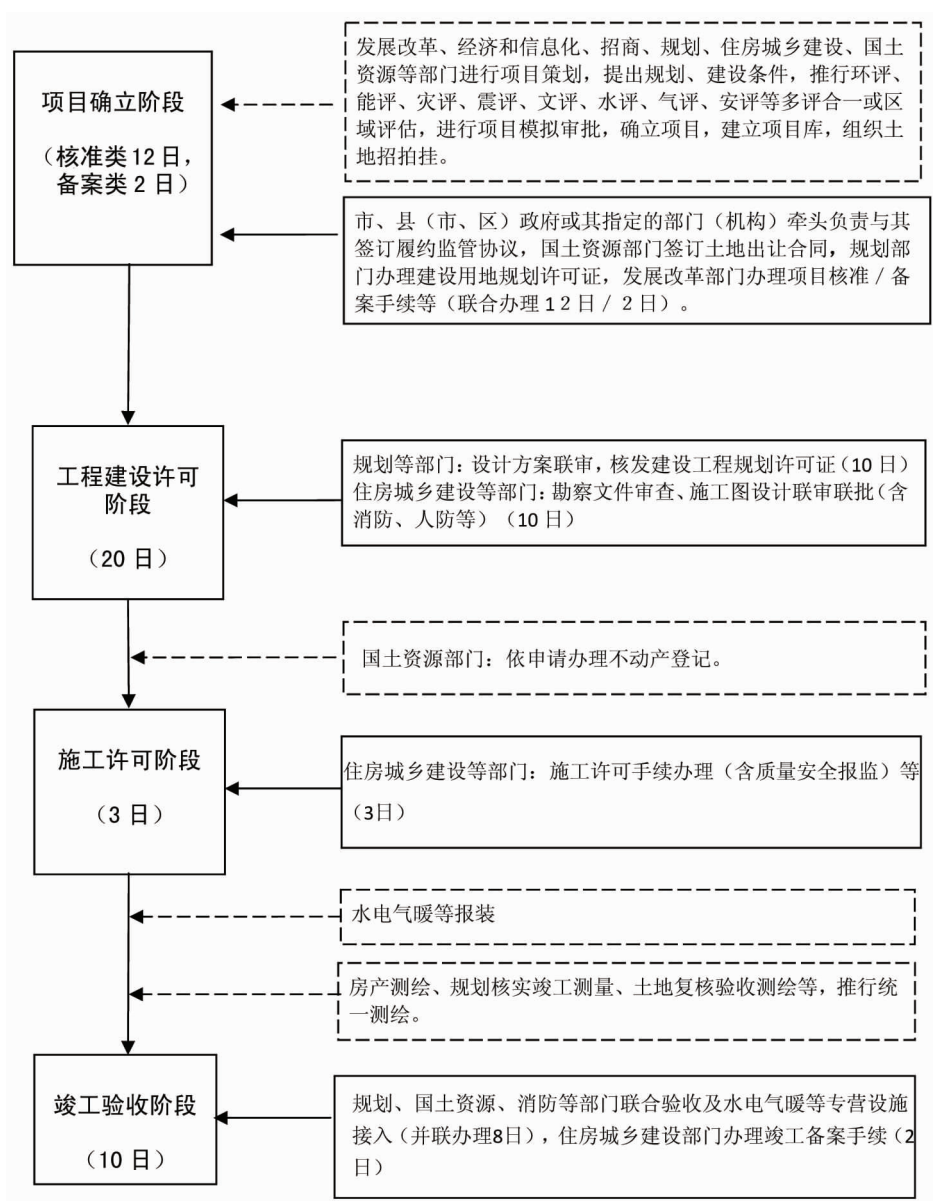 项目确立阶段
（核准类 12 日，
备案类 2 日）
发展改革、经济和信息化、招商、规划、住房城乡建设、国土
资源等部门进行项目策划，提出规划、建设条件，推行环评、
能评、灾评、震评、文评、水评、气评、安评等多评合一或区
域评估，进行项目模拟审批，确立项目，建立项目库，组织土
地招拍挂。
市、县（市、区）政府或其指定的部门（机构）牵头负责与其
签订履约监管协议，国土资源部门签订土地出让合同，规划部
门办理建设用地规划许可证，发展改革部门办理项目核准／备
案手续等（联合办理１２日／２日）。
工程建设许可
阶段
（20 日）
规划等部门：设计方案联审，核发建设工程规划许可证（10 日）
住房城乡建设等部门：勘察文件审查、施工图设计联审联批（含
消防、人防等）（10 日）
国土资源部门：依申请办理不动产登记。
施工许可阶段
（3 日）
住房城乡建设等部门：施工许可手续办理（含质量安全报监）等
（3日）
水电气暖等报装
房产测绘、规划核实竣工测量、土地复核验收测绘等，推行统
一测绘。
竣工验收阶段
（10 日）
规划、国土资源、消防等部门联合验收及水电气暖等专营设施
接入（并联办理8日），住房城乡建设部门办理竣工备案手续（2
日）